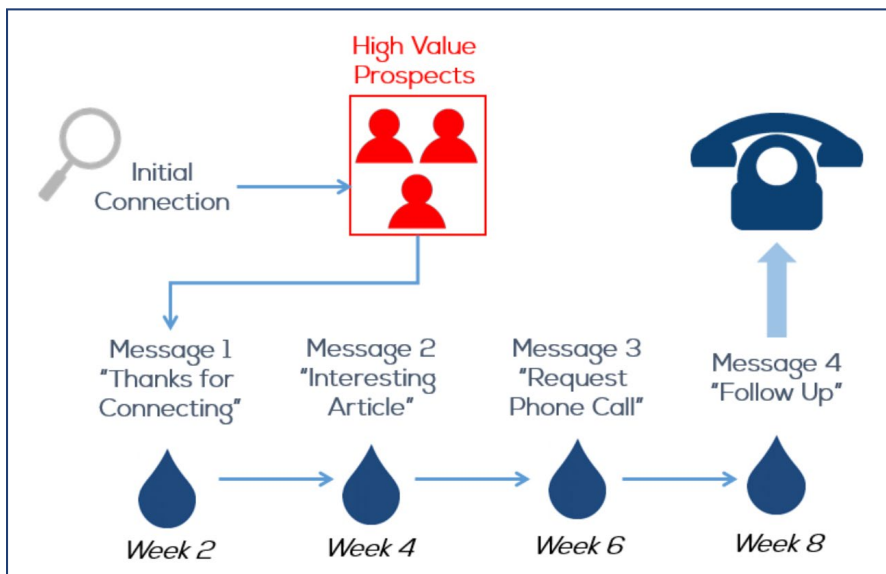 High Value
Prospects
Initial
Connection
Message 1
"Thanks for
Connecting"
Message 2
"Interesting
Article"
Message 3
"Request
Phone Call"
Message 4
"Follow Up"
Week 2
Week 4
Week 6
Week 8